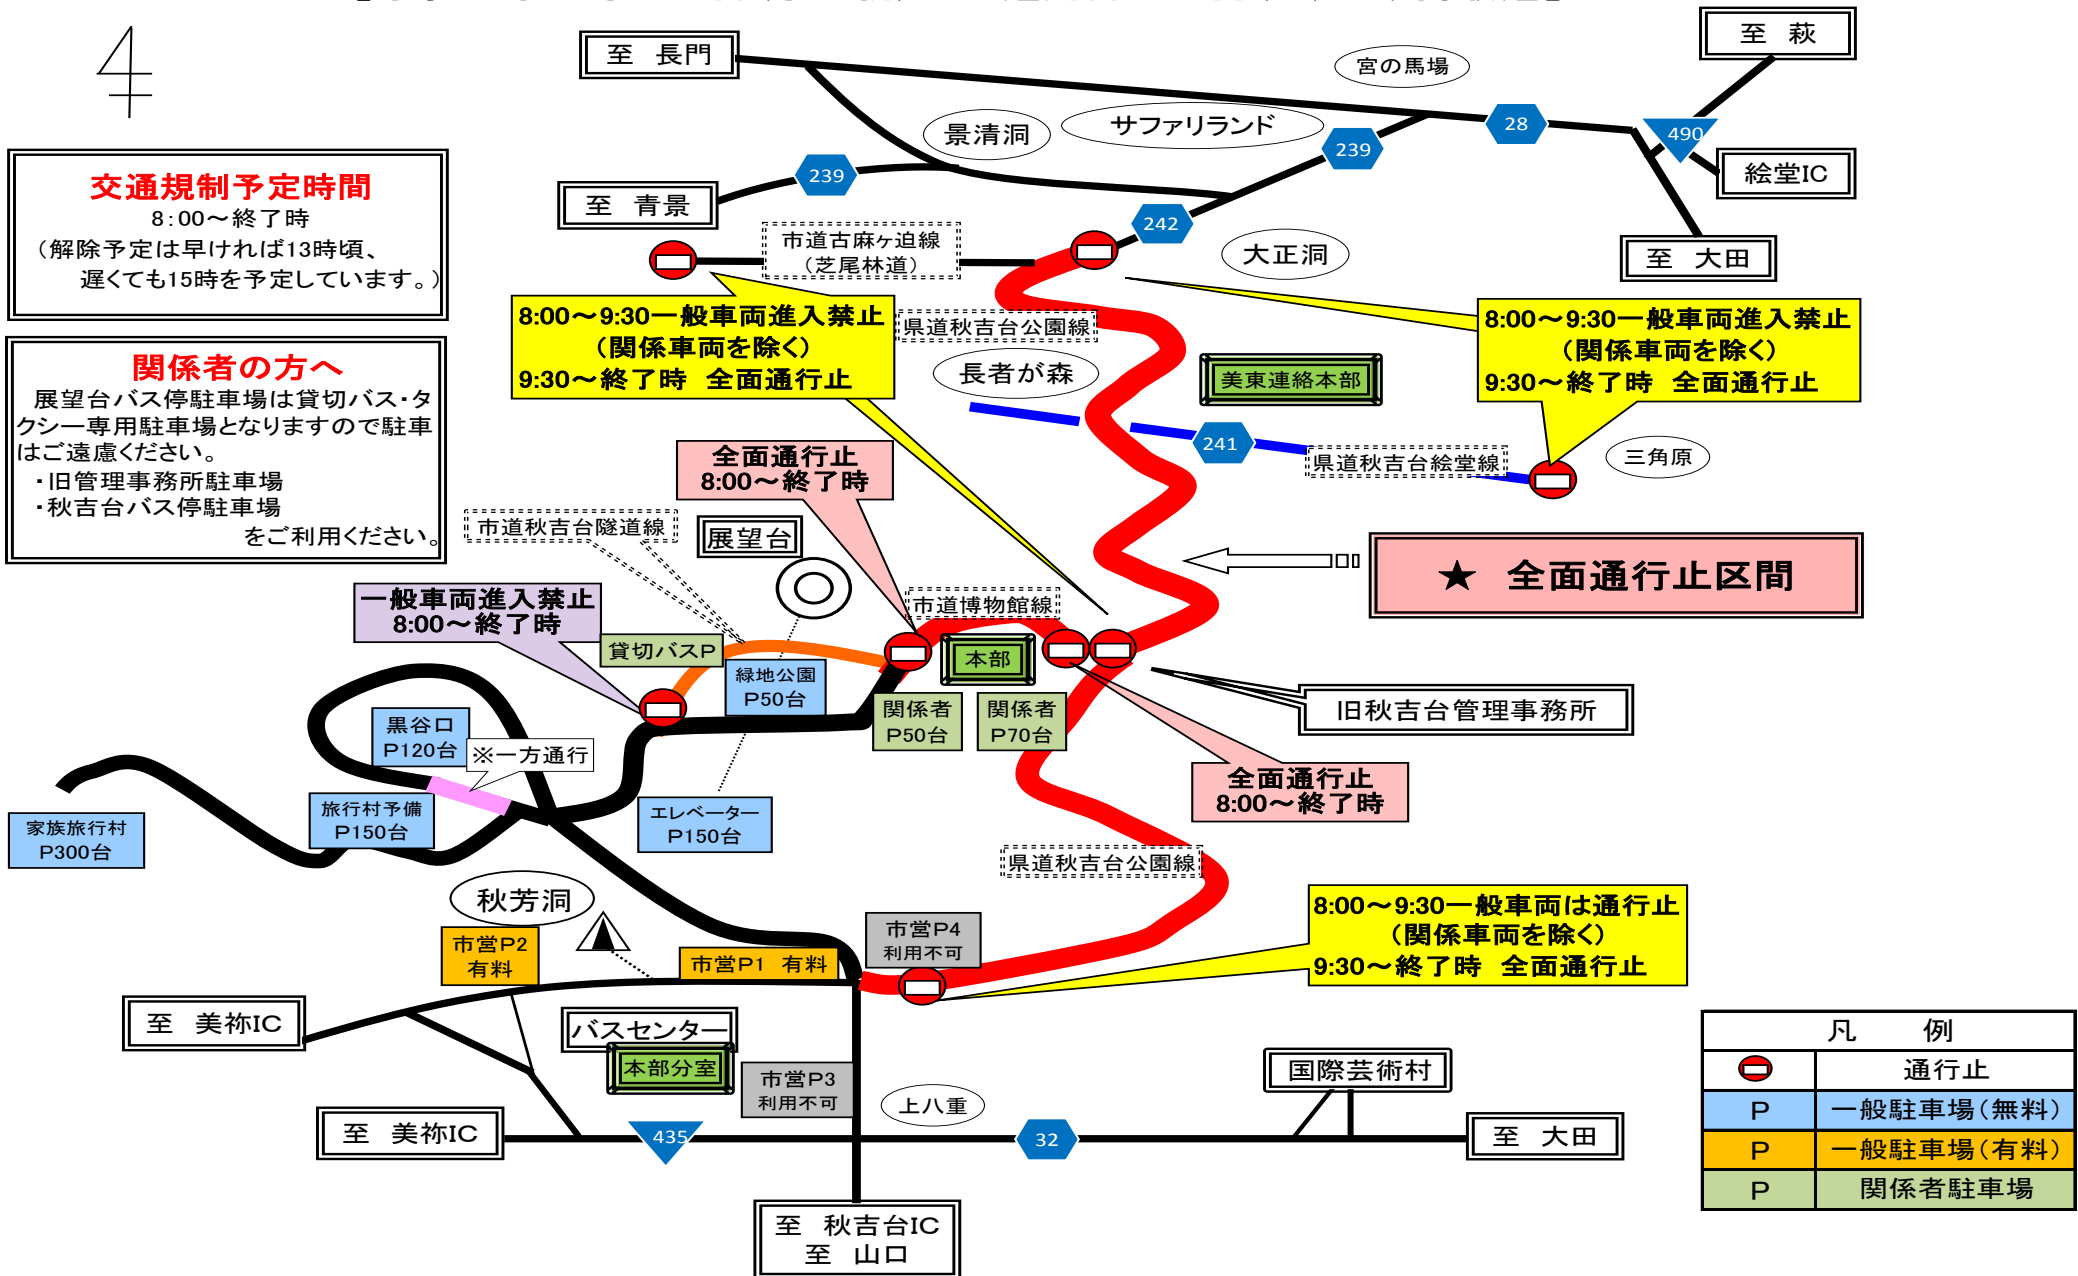 至 長門
至 萩
宮の馬場
サファリランド
景清洞
28
490
239
239
絵堂IC
交通規制予定時間
8:00～終了時
（解除予定は早ければ13時頃、
遅くても15時を予定しています。）
至 青景
242
市道古麻ヶ迫線
（芝尾林道）
大正洞
至 大田
8:00～9:30一般車両進入禁止
（関係車両を除く）
9:30～終了時 全面通行止
県道秋吉台公園線
8:00～9:30一般車両進入禁止
（関係車両を除く）
9:30～終了時 全面通行止
関係者の方へ
展望台バス停駐車場は貸切バス・タ
クシー専用駐車場となりますので駐車
はご遠慮ください。
・旧管理事務所駐車場
・秋吉台バス停駐車場
をご利用ください。
長者が森
美東連絡本部
241
県道秋吉台絵堂線
三角原
全面通行止
8:00～終了時
市道秋吉台隧道線
展望台
★ 全面通行止区間
一般車両進入禁止
8:00～終了時
市道博物館線
貸切バスP
本部
緑地公園
P50台
関係者
P50台
関係者
P70台
旧秋吉台管理事務所
黒谷口
P120台
※一方通行
全面通行止
8:00～終了時
旅行村予備
P150台
エレベーター
P150台
家族旅行村
P300台
県道秋吉台公園線
秋芳洞
市営P2
有料
市営P1 有料
市営P4
利用不可
8:00～9:30一般車両は通行止
（関係車両を除く）
9:30～終了時 全面通行止
至 美祢IC
バスセンター
本部分室
市営P3
利用不可
上八重
国際芸術村
至 美祢IC
435
32
至 大田
至 秋吉台IC
至 山口
凡 例
通行止
P 一般駐車場（無料）
P 一般駐車場（有料）
P 関係者駐車場